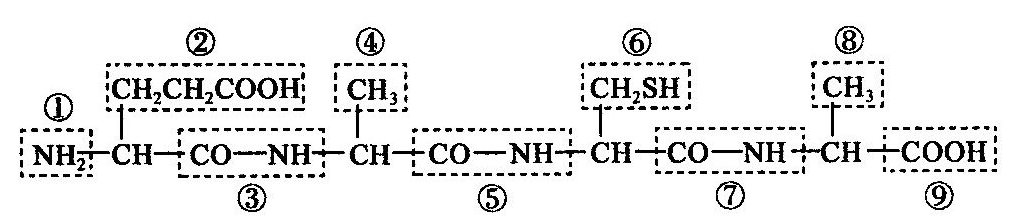 ② ④ ⑥ ⑧
CH₂CH₂COOH CH₃ CH₂SH CH₃
①
NH₂—CH—CO—NH—CH—CO—NH—CH—CO—NH—CH—COOH
③ ⑤ ⑦ ⑨